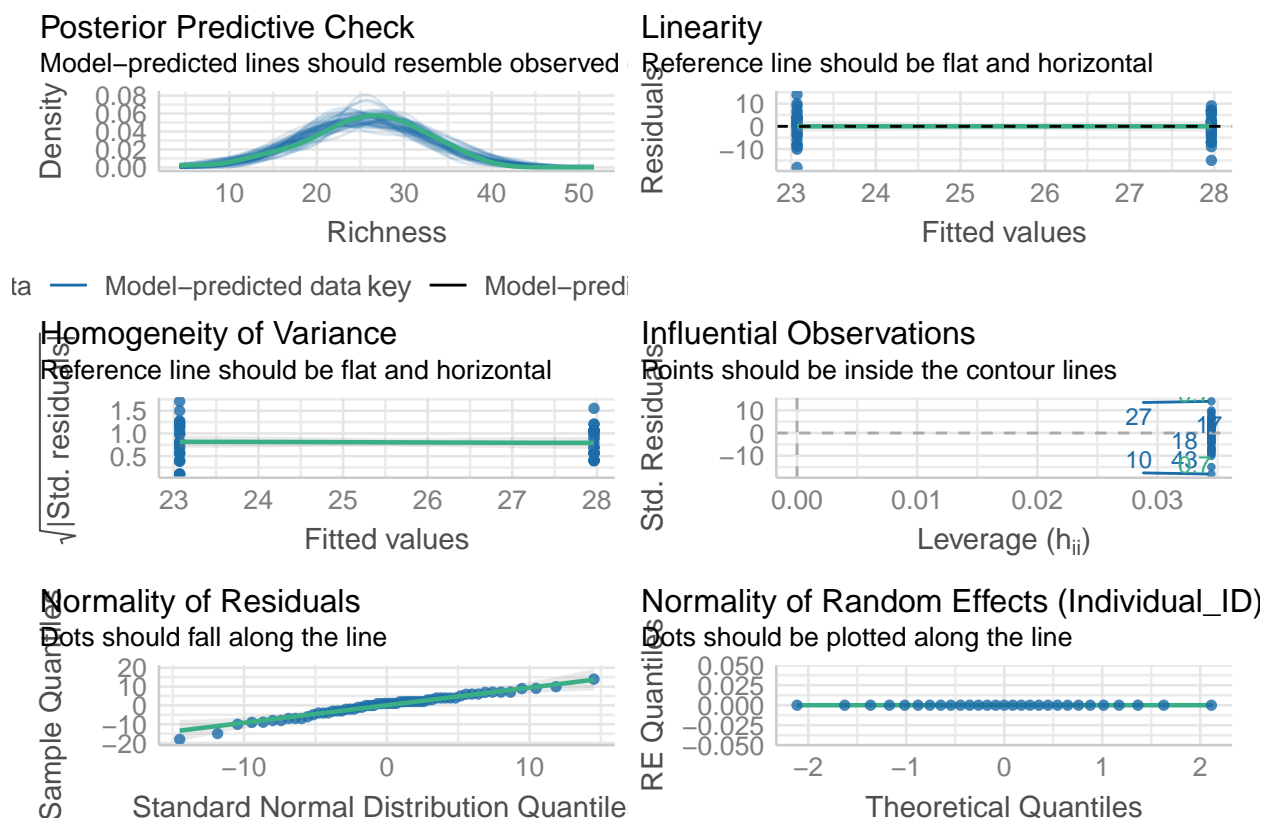 Posterior Predictive Check
Model−predicted lines should resemble observed
Density
0.08
0.06
0.04
0.02
0.00
10 20 30 40 50
Richness
ta Model−predicted data key Model−predi
Linearity
Reference line should be flat and horizontal
Residuals
10
0
−10
23 24 25 26 27 28
Fitted values
Homogeneity of Variance
Reference line should be flat and horizontal
√|Std. residuals|
1.5
1.0
0.5
23 24 25 26 27 28
Fitted values
Influential Observations
Points should be inside the contour lines
Std. Residuals
10
0
−10
27
17
18
10
43
0.7
0.00 0.01 0.02 0.03
Leverage (hii)
Normality of Residuals
Dots should fall along the line
Sample Quantiles
20
10
0
−10
−20
−10 0 10
Standard Normal Distribution Quantile
Normality of Random Effects (Individual_ID)
Dots should be plotted along the line
RE Quantiles
0.050
0.025
0.000
−0.025
−0.050
−2 −1 0 1 2
Theoretical Quantiles